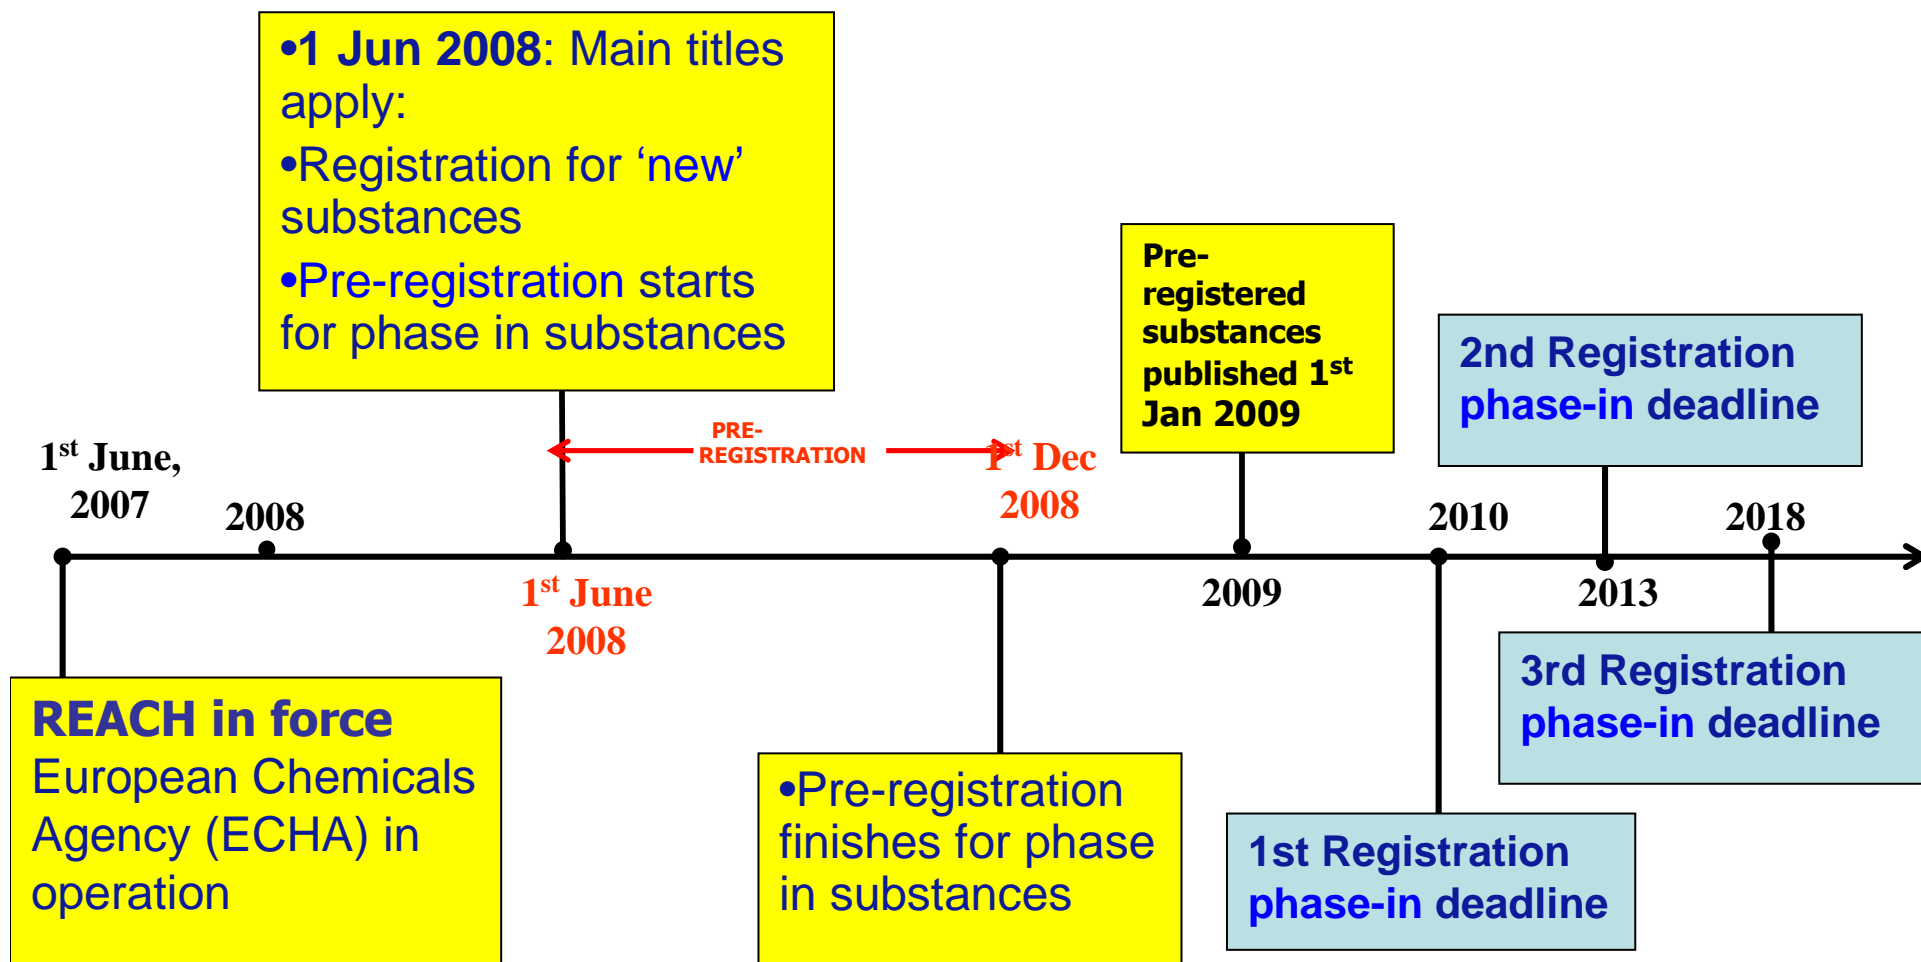 •1 Jun 2008: Main titles
apply:
•Registration for ‘new’
substances
•Pre-registration starts
for phase in substances
Pre-
registered
substances
published 1st
Jan 2009
2nd Registration
phase-in deadline
PRE-
REGISTRATION
1st June,
2007
2008
1st Dec
2008
2010
2018
1st June
2008
2009
2013
REACH in force
European Chemicals
Agency (ECHA) in
operation
•Pre-registration
finishes for phase
in substances
1st Registration
phase-in deadline
3rd Registration
phase-in deadline